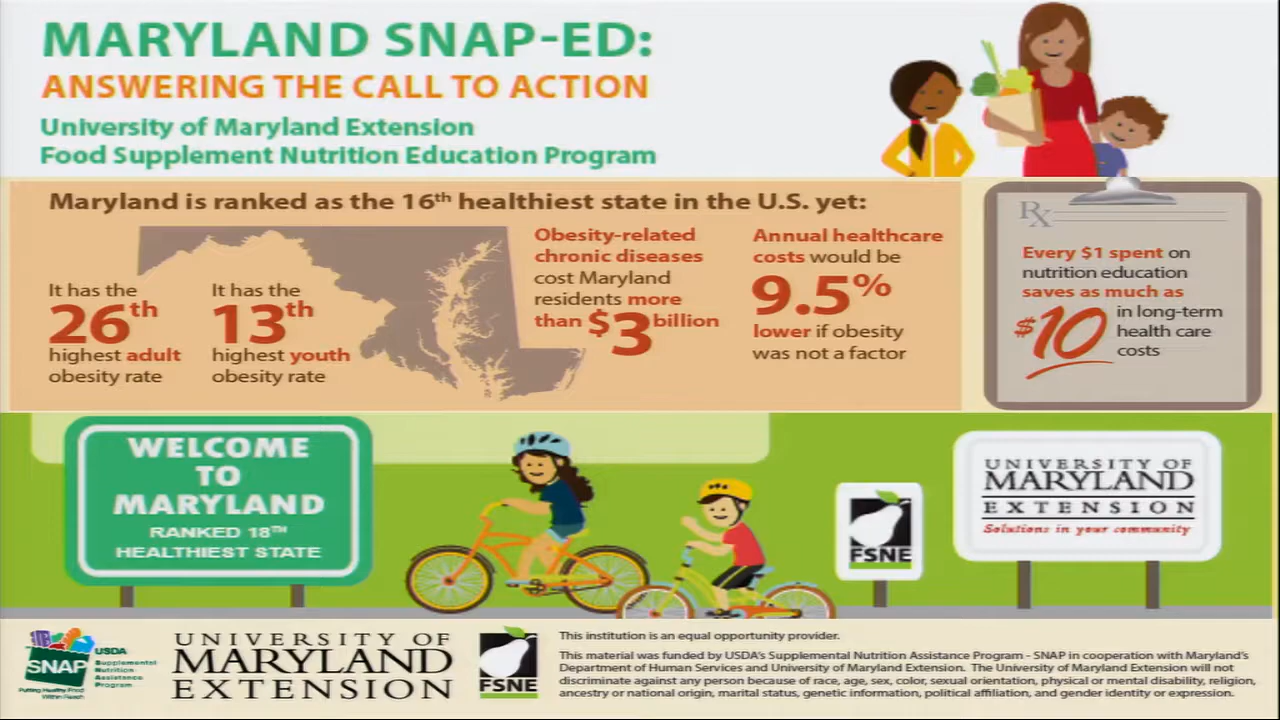 MARYLAND SNAP-ED:
ANSWERING THE CALL TO ACTION
University of Maryland Extension
Food Supplement Nutrition Education Program
Maryland is ranked as the 16th healthiest state in the U.S. yet:
It has the
26th
highest adult
obesity rate
It has the
13th
highest youth
obesity rate
Obesity-related
chronic diseases
cost Maryland
residents more
than $3 billion
Annual healthcare
costs would be
9.5%
lower if obesity
was not a factor
RX
Every $1 spent on
nutrition education
saves as much as
$10 in long-term
health care
costs
WELCOME
TO
MARYLAND
RANKED 18TH
HEALTHIEST STATE
FSNE
UNIVERSITY OF
MARYLAND
EXTENSION
Solutions in your community
SNAP
Putting Healthy Food
Within Reach
USDA
Supplemental
Nutrition
Assistance
Program
UNIVERSITY OF
MARYLAND
EXTENSION
FSNE
This institution is an equal opportunity provider.
This material was funded by USDA's Supplemental Nutrition Assistance Program - SNAP in cooperation with Maryland's
Department of Human Services and University of Maryland Extension. The University of Maryland Extension will not
discriminate against any person because of race, age, sex, color, sexual orientation, physical or mental disability, religion,
ancestry or national origin, marital status, genetic information, political affiliation, and gender identity or expression.